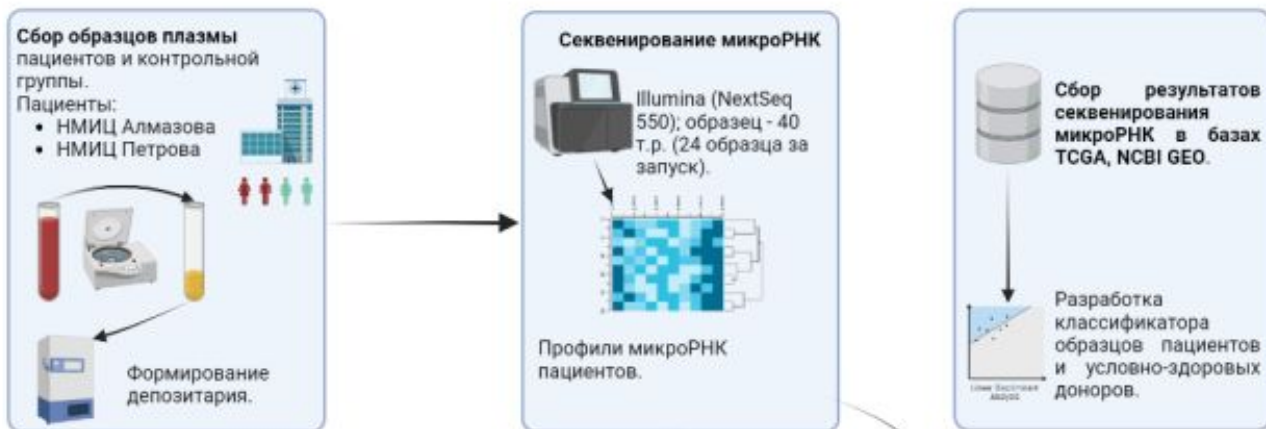 Сбор образцов плазмы
пациентов и контрольной
группы.
Пациенты:
• НМИЦ Алмазова
• НМИЦ Петрова
Формирование
депозитария.
Секвенирование микроРНК
Illumina (NextSeq
550); образец - 40
т.р. (24 образца за
запуск).
Профили микроРНК
пациентов.
Сбор результатов
секвенирования
микроРНК в базах
TCGA, NCBI GEO.
Разработка
классификатора
образцов пациентов
и условно-здоровых
доноров.